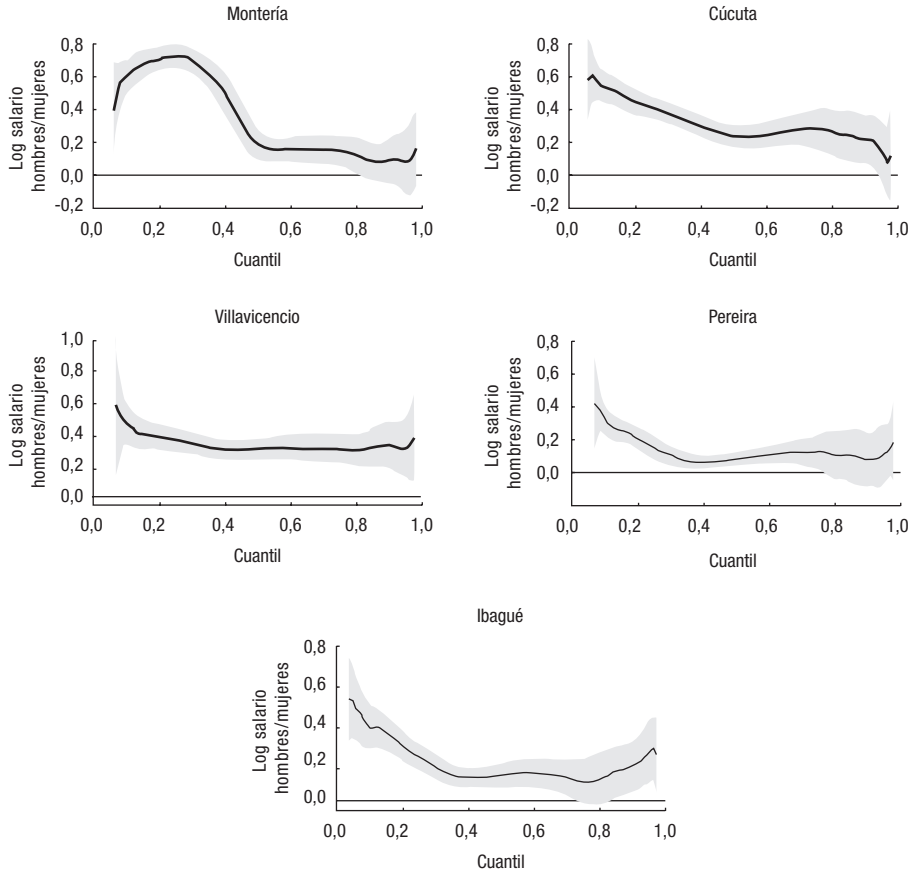 Montería
Log salario
hombres/mujeres
0,8
0,6
0,4
0,2
0,0
-0,2
0,0 0,2 0,4 0,6 0,8 1,0
Cuantil
Cúcuta
Log salario
hombres/mujeres
0,8
0,6
0,4
0,2
0,0
-0,2
0,0 0,2 0,4 0,6 0,8 1,0
Cuantil
Villavicencio
Log salario
hombres/mujeres
1,0
0,8
0,6
0,4
0,2
0,0
0,0 0,2 0,4 0,6 0,8 1,0
Cuantil
Pereira
Log salario
hombres/mujeres
0,8
0,6
0,4
0,2
0,0
0,0 0,2 0,4 0,6 0,8 1,0
Cuantil
Ibagué
Log salario
hombres/mujeres
0,8
0,6
0,4
0,2
0,0
0,0 0,2 0,4 0,6 0,8 1,0
Cuantil